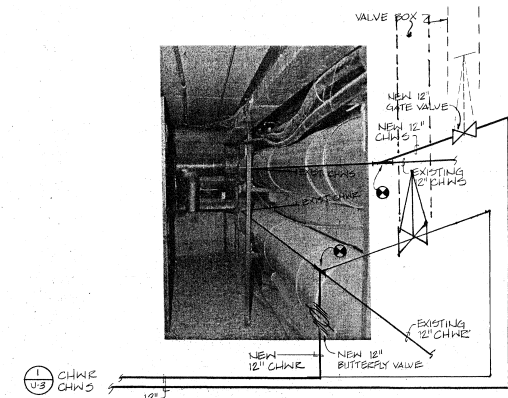 VALVE BOX
NEW 12"
GATE VALVE
NEW 12"
CHWS
EXISTING
12" CHWS
EXISTING
12" CHWR
NEW
12" CHWR
NEW 12"
BUTTERFLY VALVE
1
U-3
CHWR
CHWS
12"